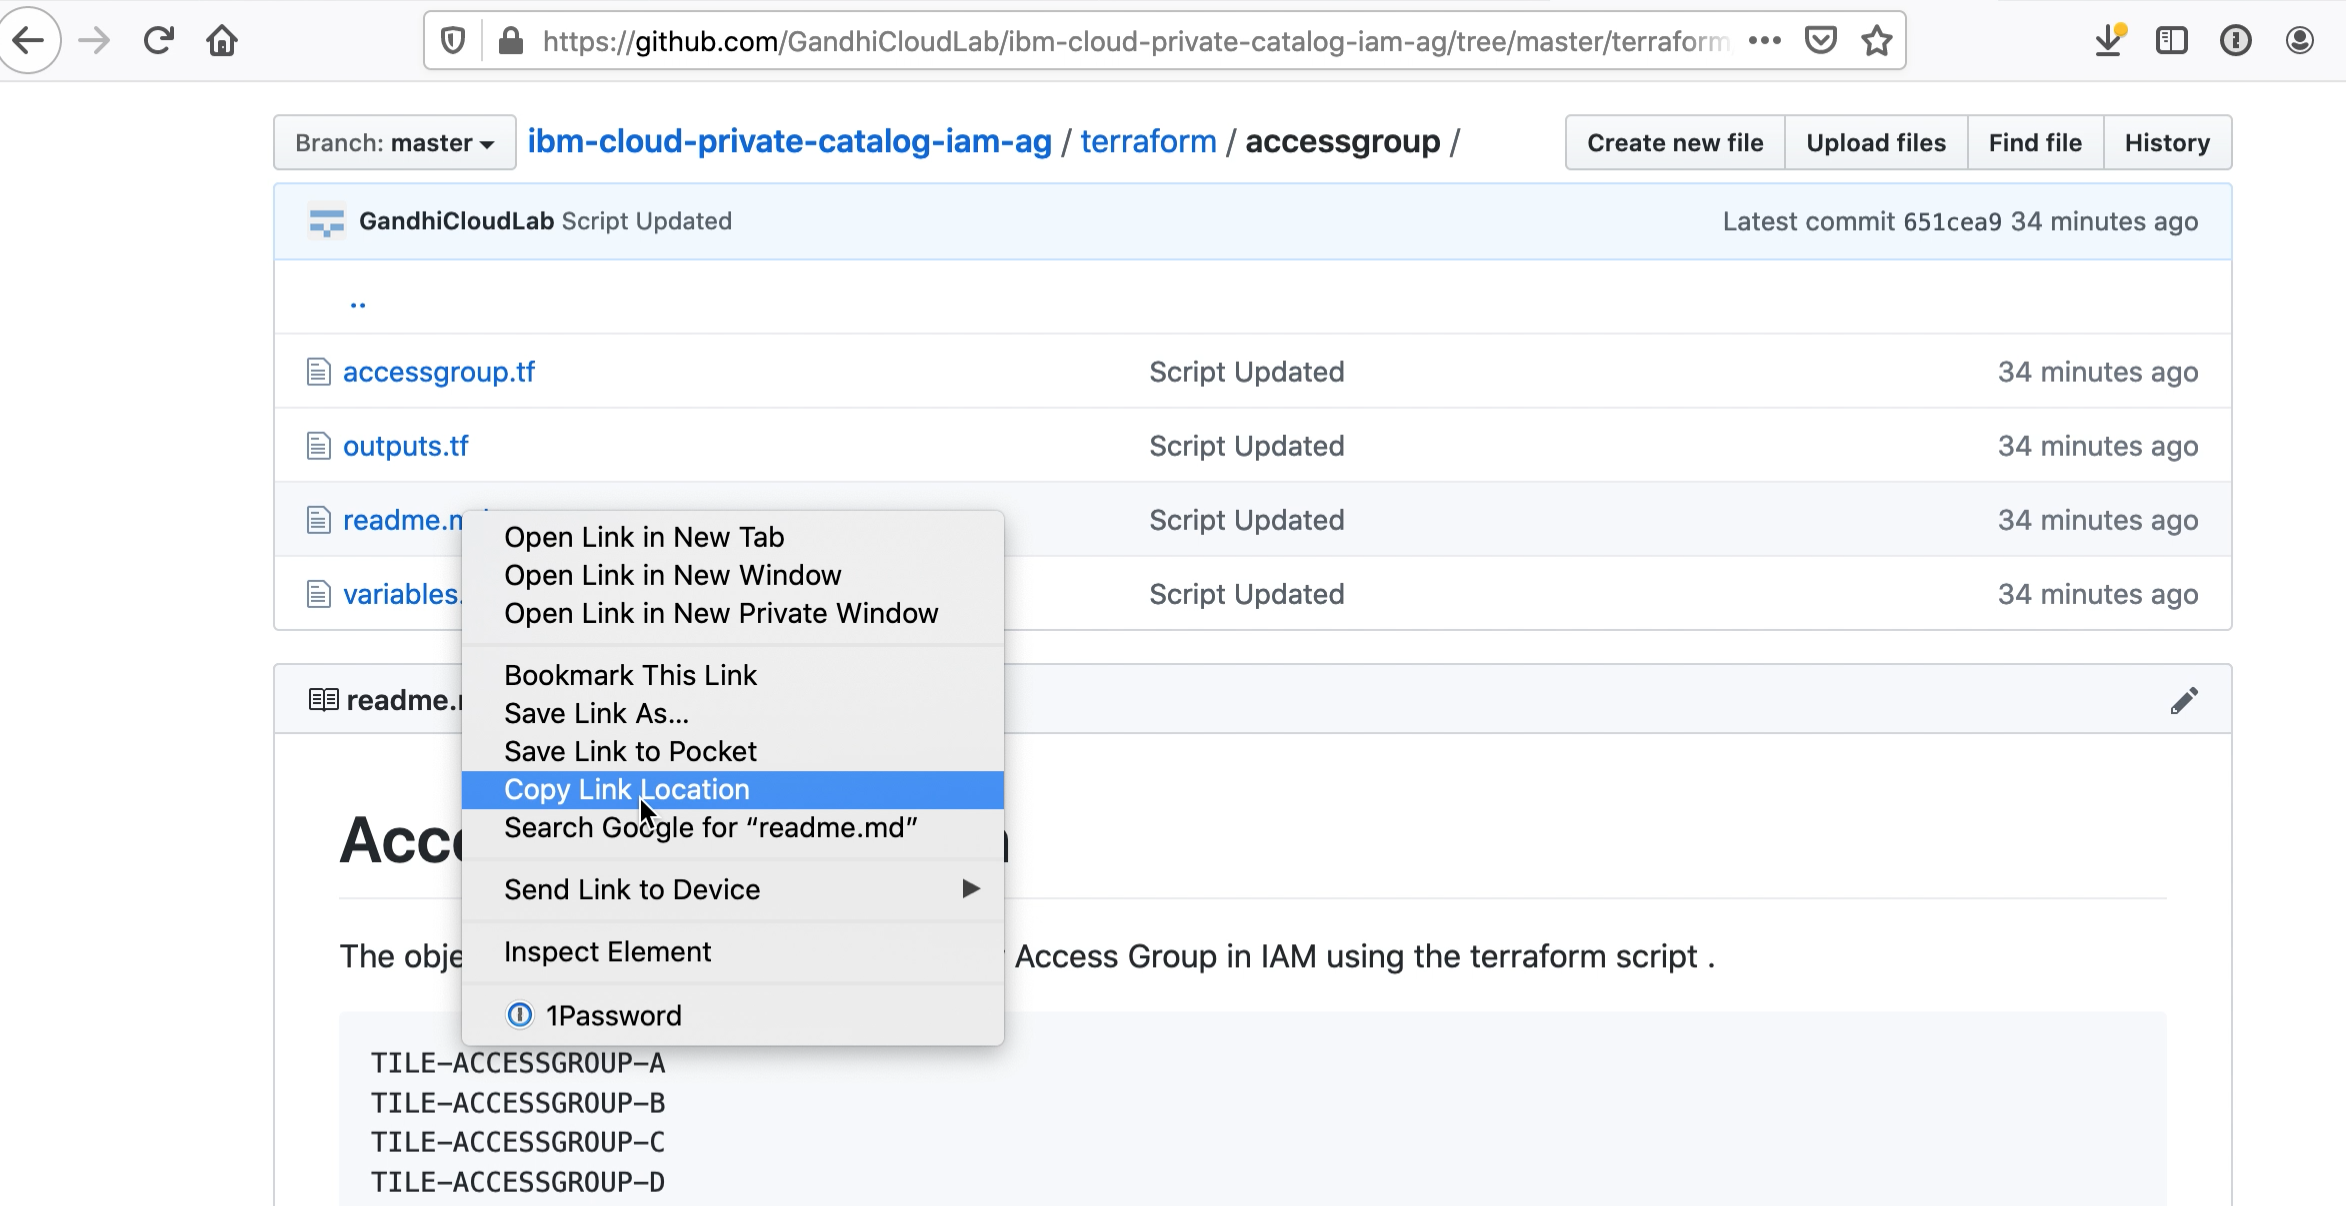 https://github.com/GandhiCloudLab/ibm-cloud-private-catalog-iam-ag/tree/master/terraform
Branch: master
ibm-cloud-private-catalog-iam-ag / terraform / accessgroup /
Create new file
Upload files
Find file
History
GandhiCloudLab Script Updated
Latest commit 651cea9 34 minutes ago
..
accessgroup.tf
Script Updated
34 minutes ago
outputs.tf
Script Updated
34 minutes ago
readme.m
Script Updated
34 minutes ago
variables.
Script Updated
34 minutes ago
Open Link in New Tab
Open Link in New Window
Open Link in New Private Window
Bookmark This Link
Save Link As...
Save Link to Pocket
Copy Link Location
Search Google for “readme.md”
Send Link to Device
Inspect Element
1Password
readme.
Acc
The obje
Access Group in IAM using the terraform script .
TILE-ACCESSGROUP-A
TILE-ACCESSGROUP-B
TILE-ACCESSGROUP-C
TILE-ACCESSGROUP-D